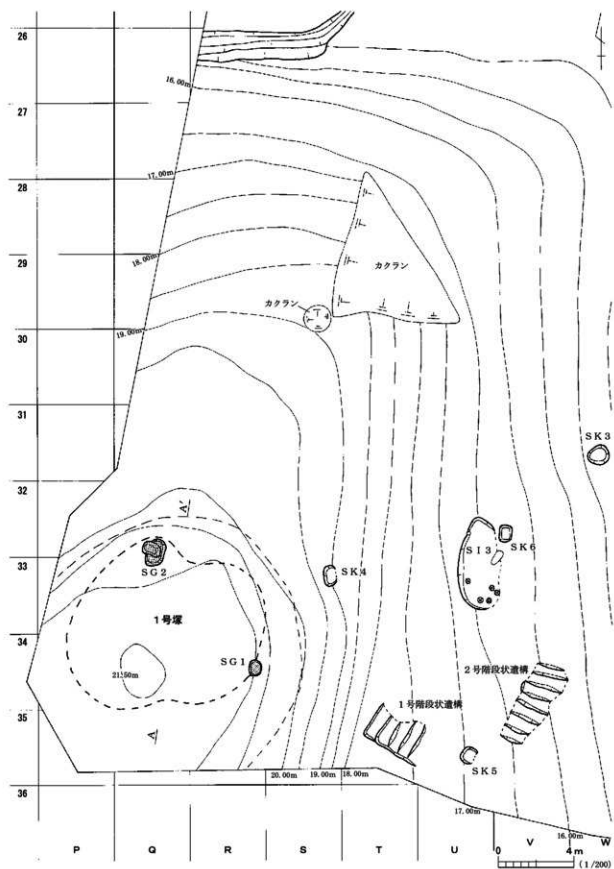 26
16.00m
27
17.00m
28
カクラン
18.00m
29
カクラン
19.00m
30
31
SK3
32
A'
SK6
SI3
33
SG2
SK4
1号塚
34
SG1
21.50m
2号階段状遺構
1号階段状遺構
35
A
SK5
20.00m 19.00m 18.00m
36
17.00m
16.00m
P Q R S T U V W
0 4m
(1/200)